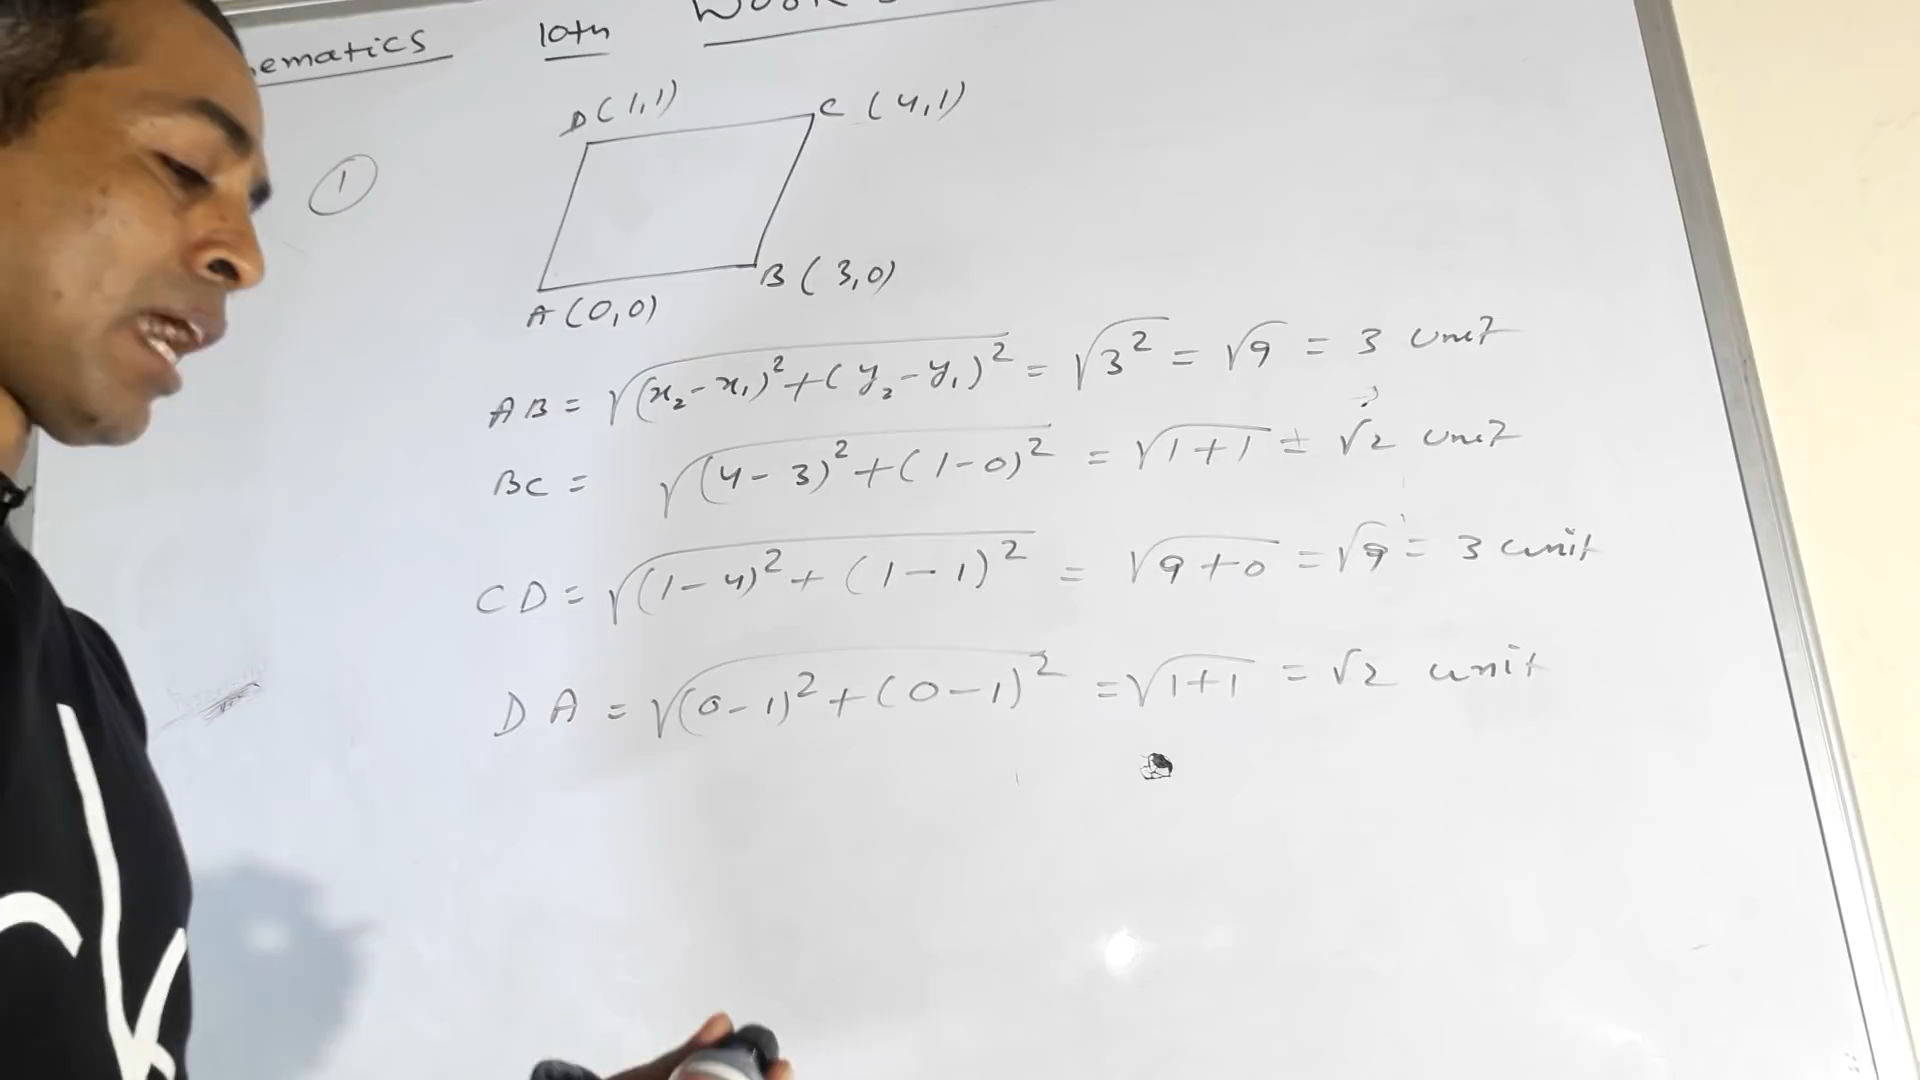 ematics 10th
D(1,1) C (4,1)
1
A(0,0) B (3,0)
AB = √(x₂-x₁)²+(y₂-y₁)² = √3² = √9 = 3 unit
BC = √(4-3)²+(1-0)² = √1+1 = √2 unit
CD = √(1-4)²+(1-1)² = √9+0 = √9 = 3 unit
DA = √(0-1)²+(0-1)² = √1+1 = √2 unit